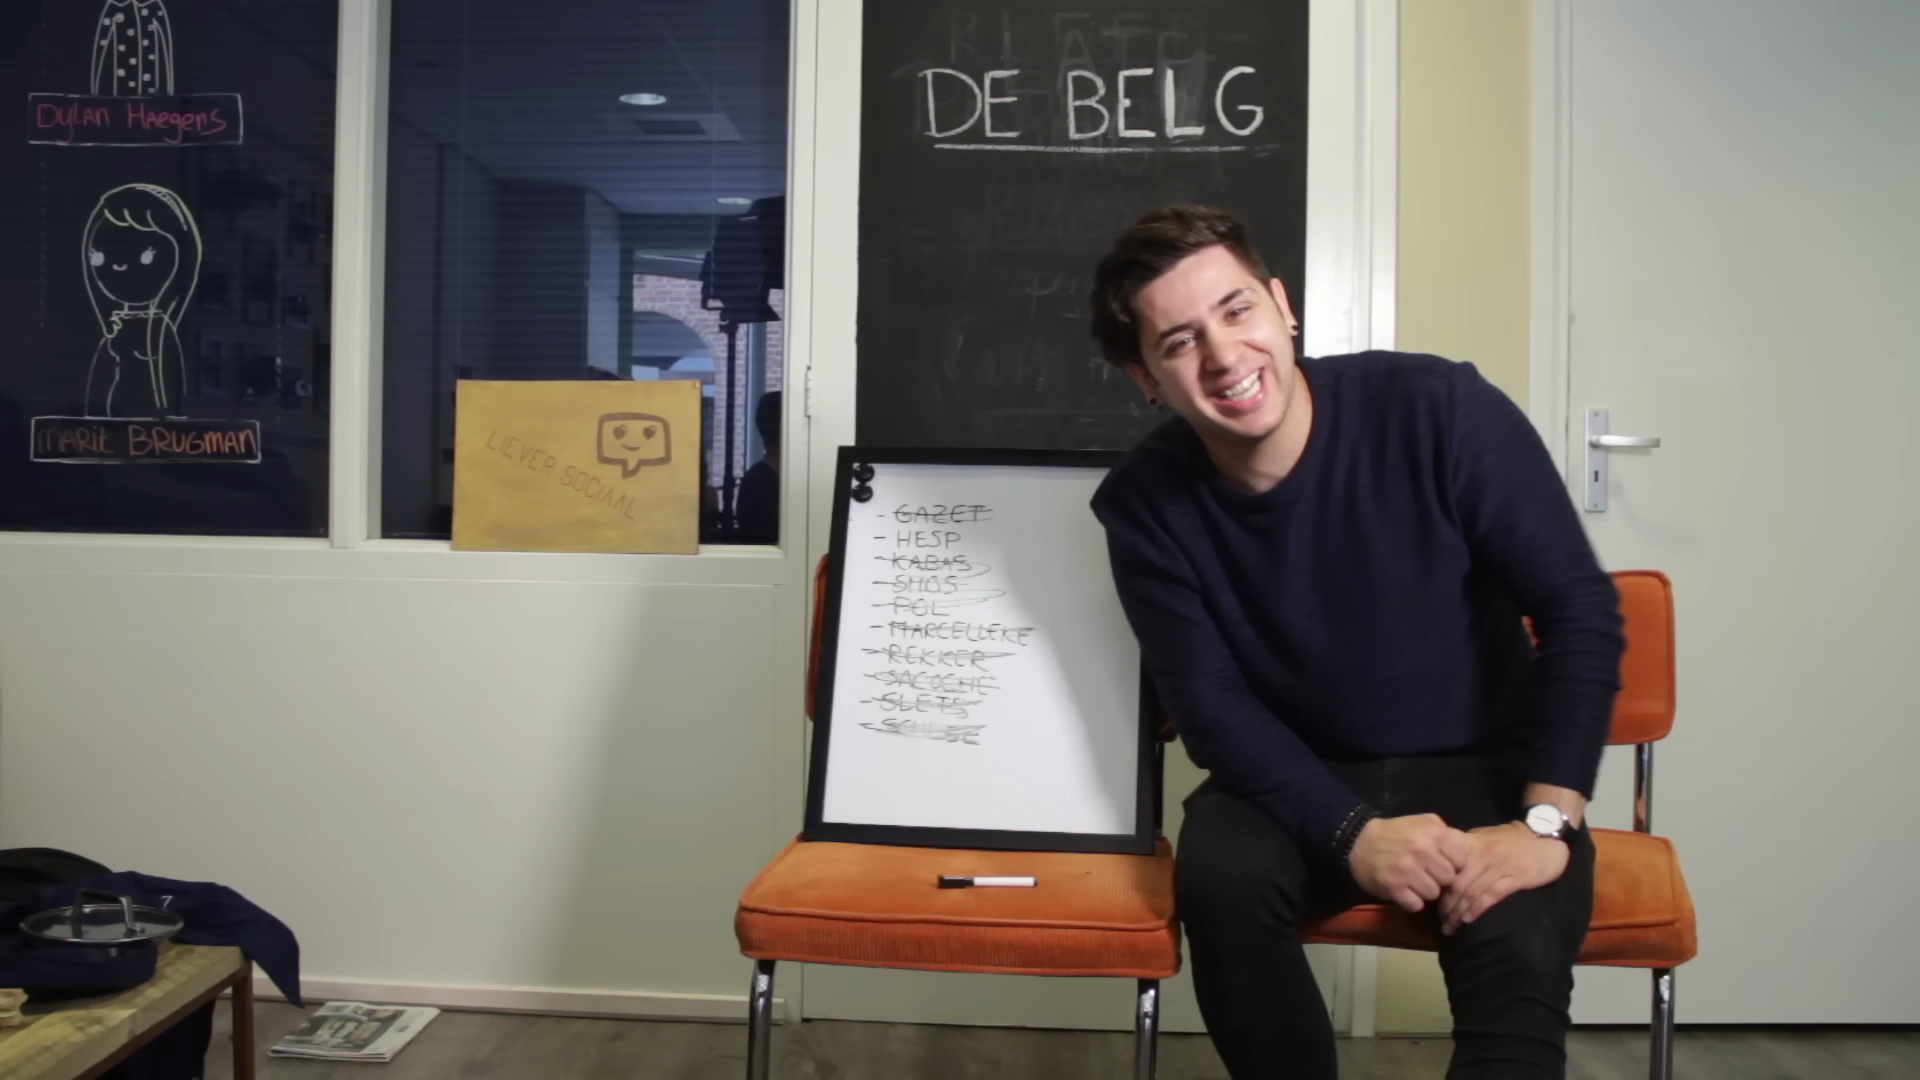 Dylan Haegens
MARit BRUGMAN
LIEVER SOCIAAL
DE BELG
- GAZET
- HESP
- KABAS
- SMOS
- POL
- MARCELLEKE
- REKKER
- SACOCHE
- SLETS